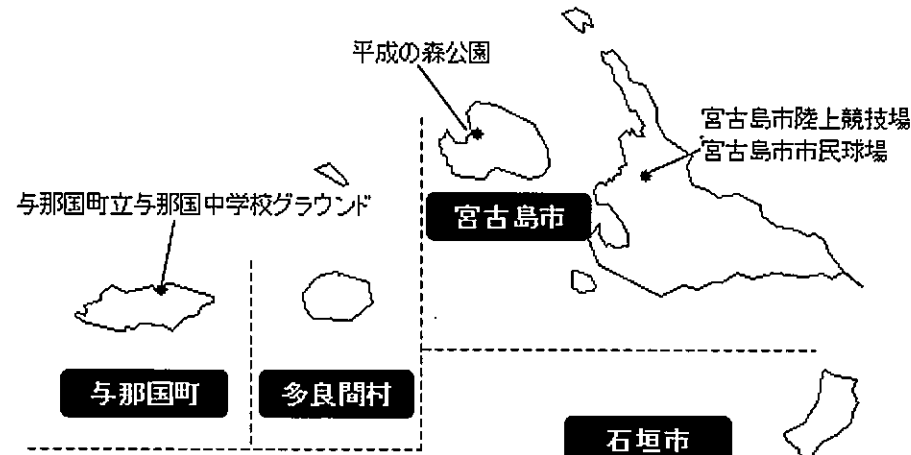 平成の森公園
宮古島市陸上競技場
宮古島市市民球場
与那国町立与那国中学校グラウンド
宮古島市
与那国町
多良間村
石垣市